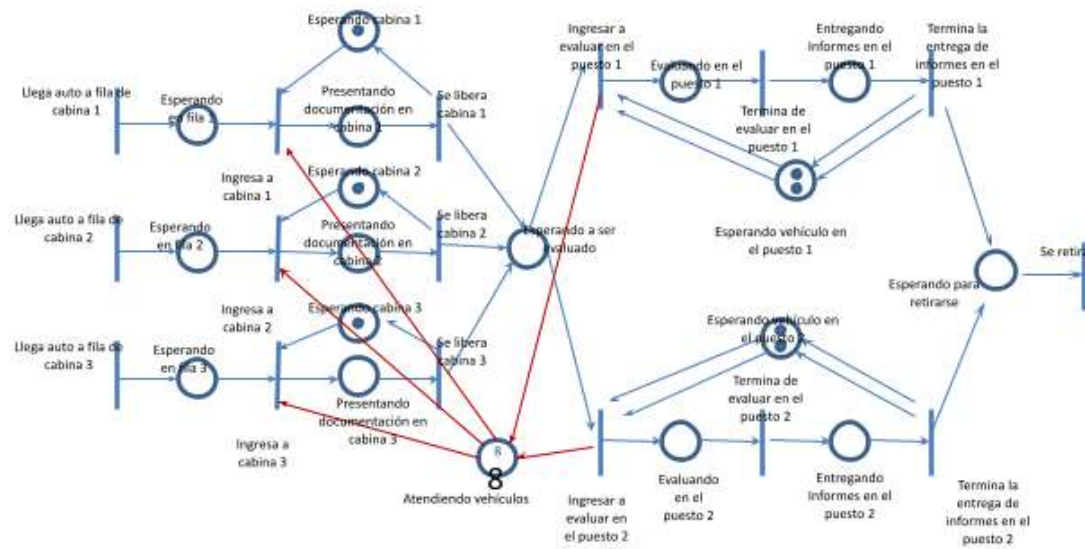 Esperando cabina 1
Llega auto a fila de
cabina 1
Esperando
en fila 1
Presentando
documentación en
cabina 1
Se libera
cabina 1
Ingresa a
cabina 1
Esperando cabina 2
Llega auto a fila de
cabina 2
Esperando
en fila 2
Presentando
documentación en
cabina 2
Se libera
cabina 2
Ingresa a
cabina 2
Esperando cabina 3
Llega auto a fila de
cabina 3
Esperando
en fila 3
Presentando
documentación en
cabina 3
Se libera
cabina 3
Ingresa a
cabina 3
Esperando a ser
evaluado
8
8
Atendiendo vehículos
Ingresar a
evaluar en el
puesto 1
Evaluando en el
puesto 1
Termina de
evaluar en el
puesto 1
Entregando
Informes en el
puesto 1
Termina la
entrega de
informes en el
puesto 1
Esperando vehículo en
el puesto 1
Esperando para
retirarse
Se retira
Esperando vehículo en
el puesto 2
Termina de
evaluar en el
puesto 2
Ingresar a
evaluar en el
puesto 2
Evaluando
en el
puesto 2
Entregando
Informes en el
puesto 2
Termina la
entrega de
informes en el
puesto 2